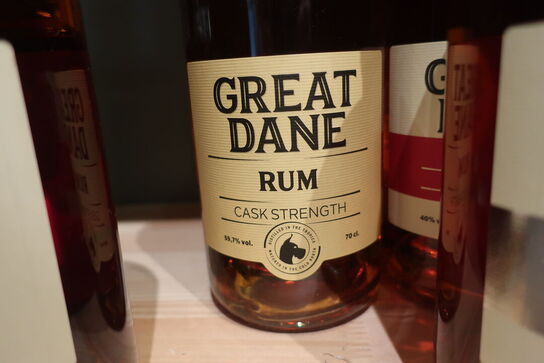 GREAT
DANE
RUM
CASK STRENGTH
59,7% vol.
70 cl.
DISTILLED IN THE TROPICS
MATURED IN THE COLD NORTH
G
40% v